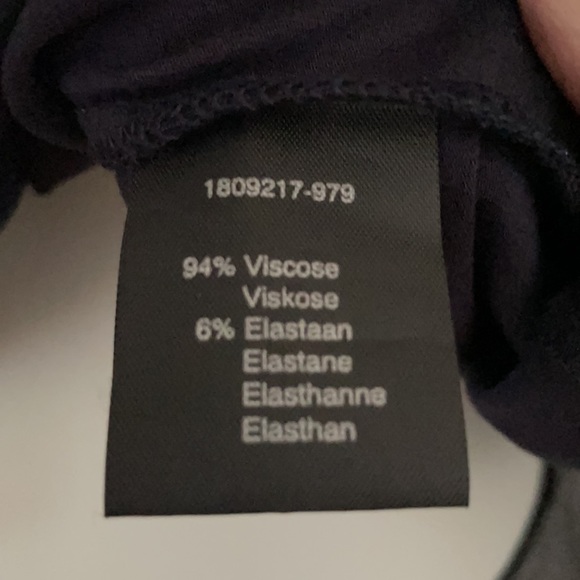 1809217-979
94% Viscose
Viskose
6% Elastaan
Elastane
Elasthanne
Elasthan